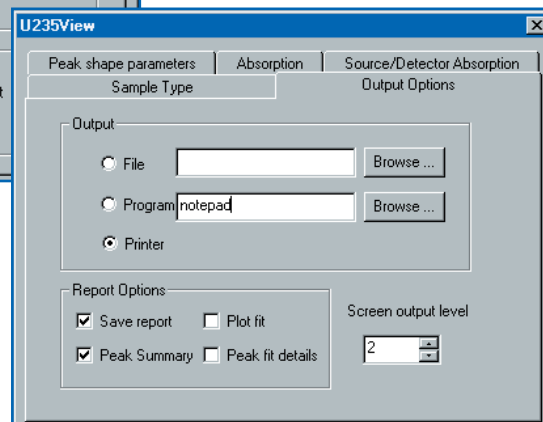 U235View
Peak shape parameters Absorption Source/Detector Absorption
Sample Type Output Options
Output
File Browse ...
Program notepad Browse ...
Printer
Report Options
Save report Plot fit
Screen output level
Peak Summary Peak fit details
2